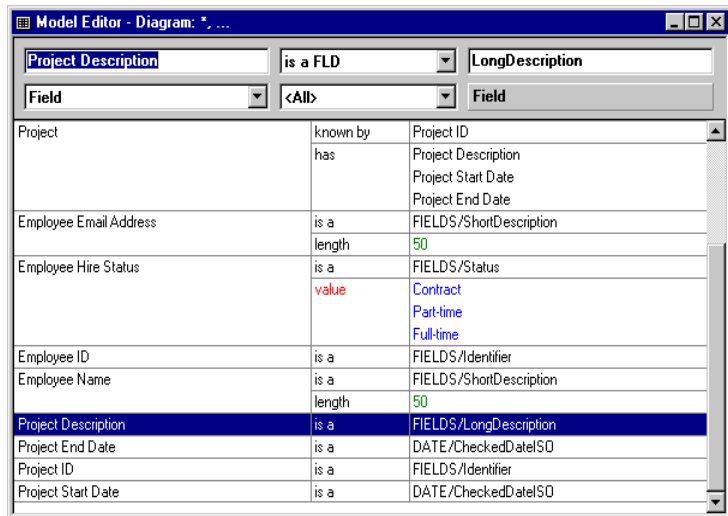 Model Editor - Diagram: *, ...
Project Description is a FLD LongDescription
Field <All> Field
Project known by Project ID
has Project Description
Project Start Date
Project End Date
Employee Email Address is a FIELDS/ShortDescription
length 50
Employee Hire Status is a FIELDS/Status
value Contract
Part-time
Full-time
Employee ID is a FIELDS/Identifier
Employee Name is a FIELDS/ShortDescription
length 50
Project Description is a FIELDS/LongDescription
Project End Date is a DATE/CheckedDateISO
Project ID is a FIELDS/Identifier
Project Start Date is a DATE/CheckedDateISO